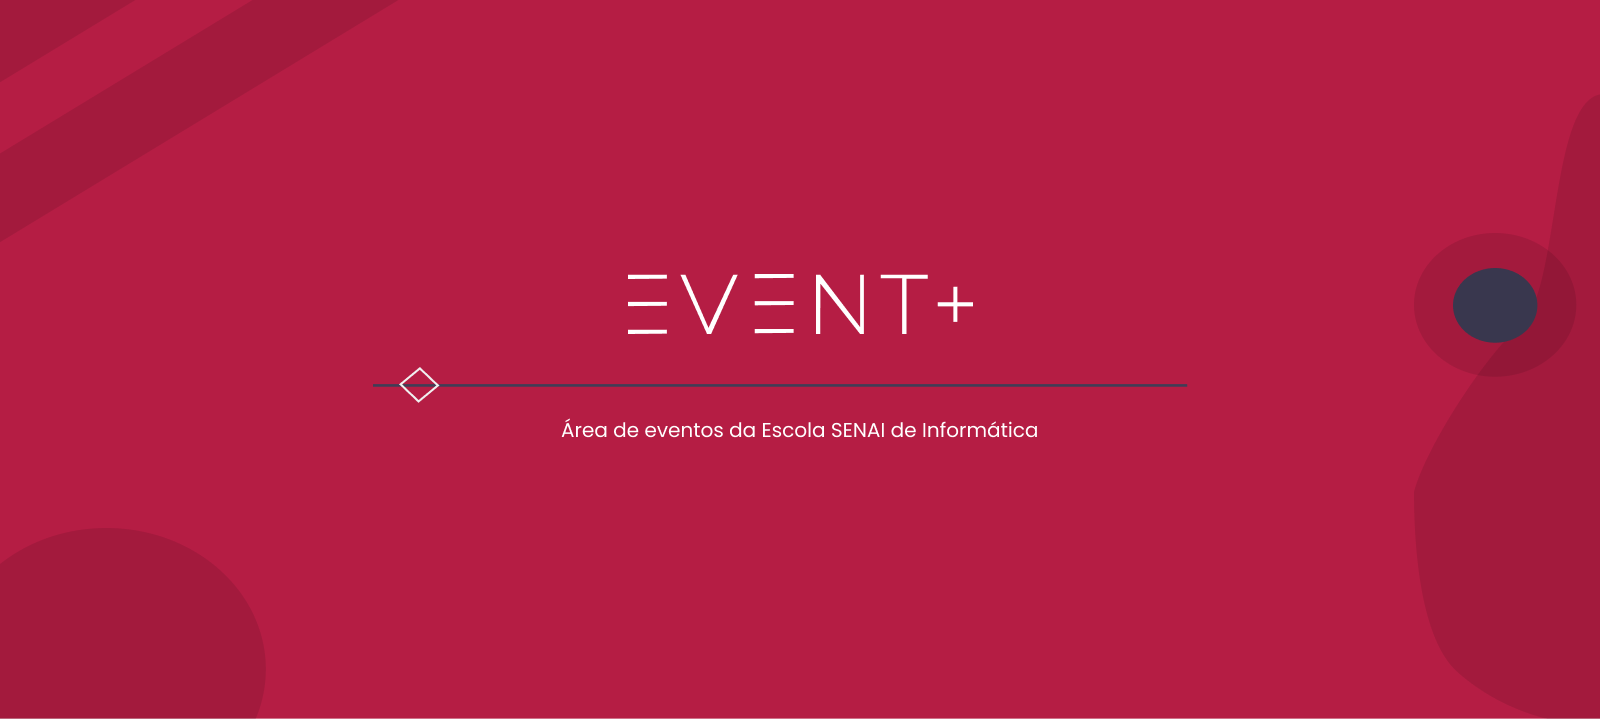 EVENT+
Área de eventos da Escola SENAI de Informática